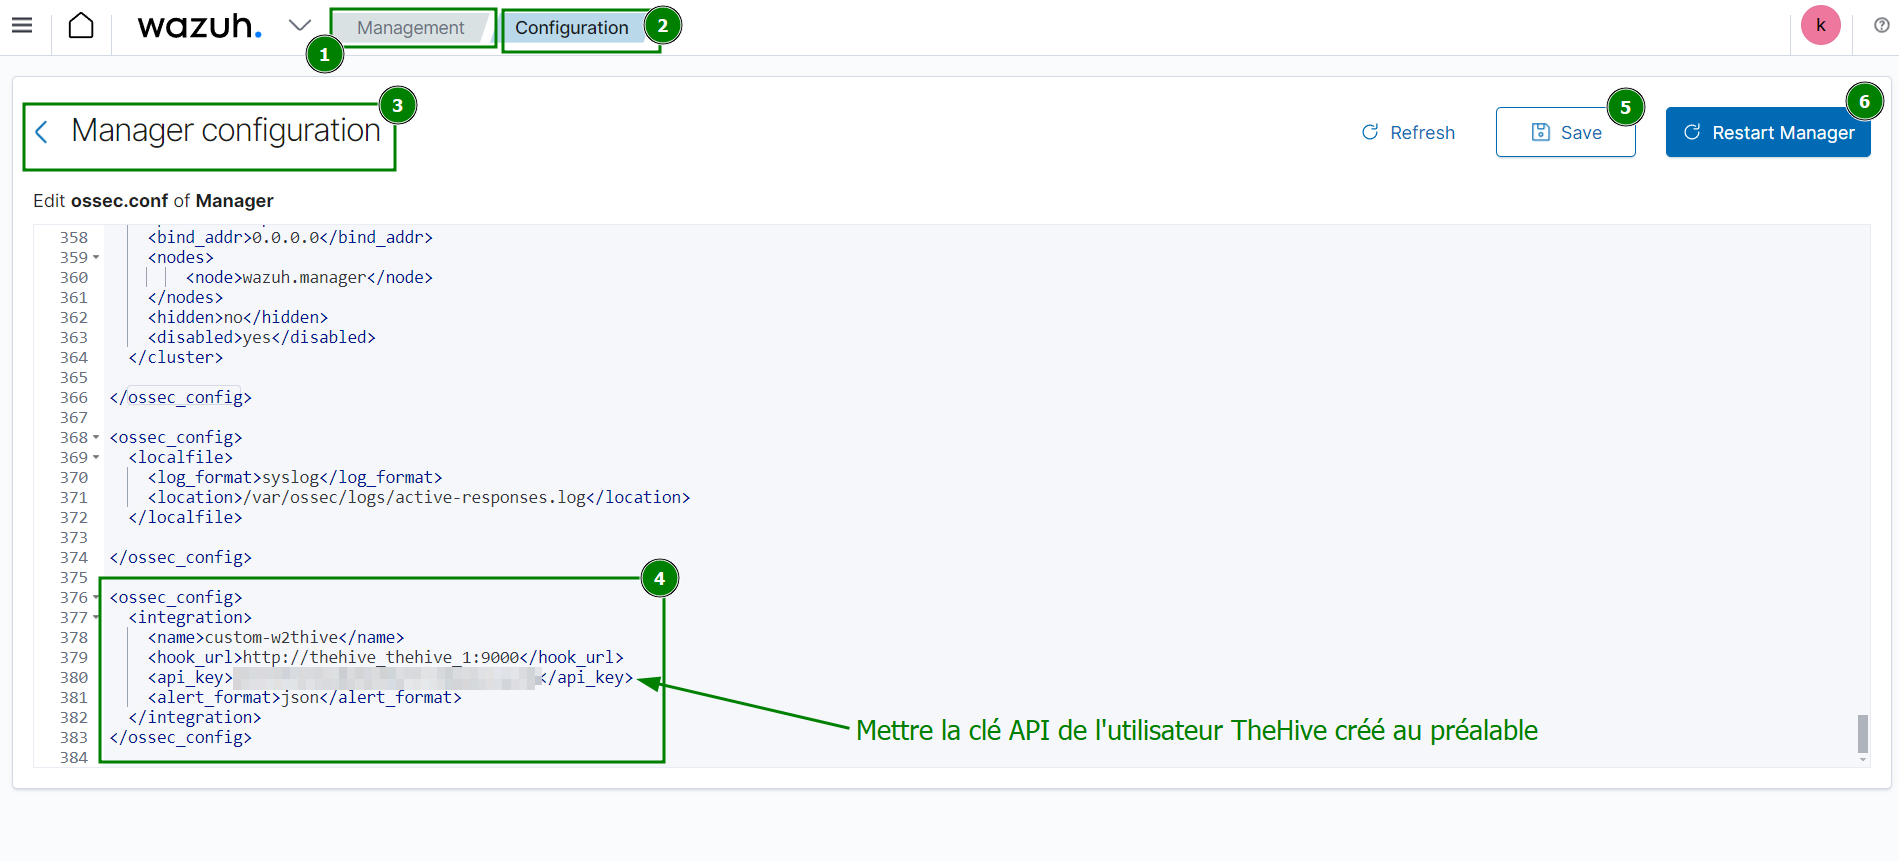 wazuh.
Management
Configuration
2
1
k
3
Manager configuration
Refresh
5
Save
6
Restart Manager
Edit ossec.conf of Manager
358 <bind_addr>0.0.0.0</bind_addr>
359 <nodes>
360 <node>wazuh.manager</node>
361 </nodes>
362 <hidden>no</hidden>
363 <disabled>yes</disabled>
364 </cluster>
365
366 </ossec_config>
367
368 <ossec_config>
369 <localfile>
370 <log_format>syslog</log_format>
371 <location>/var/ossec/logs/active-responses.log</location>
372 </localfile>
373
374 </ossec_config>
375
4
376 <ossec_config>
377 <integration>
378 <name>custom-w2thive</name>
379 <hook_url>http://thehive_thehive_1:9000</hook_url>
380 <api_key></api_key>
381 <alert_format>json</alert_format>
382 </integration>
383 </ossec_config>
384
Mettre la clé API de l'utilisateur TheHive créé au préalable